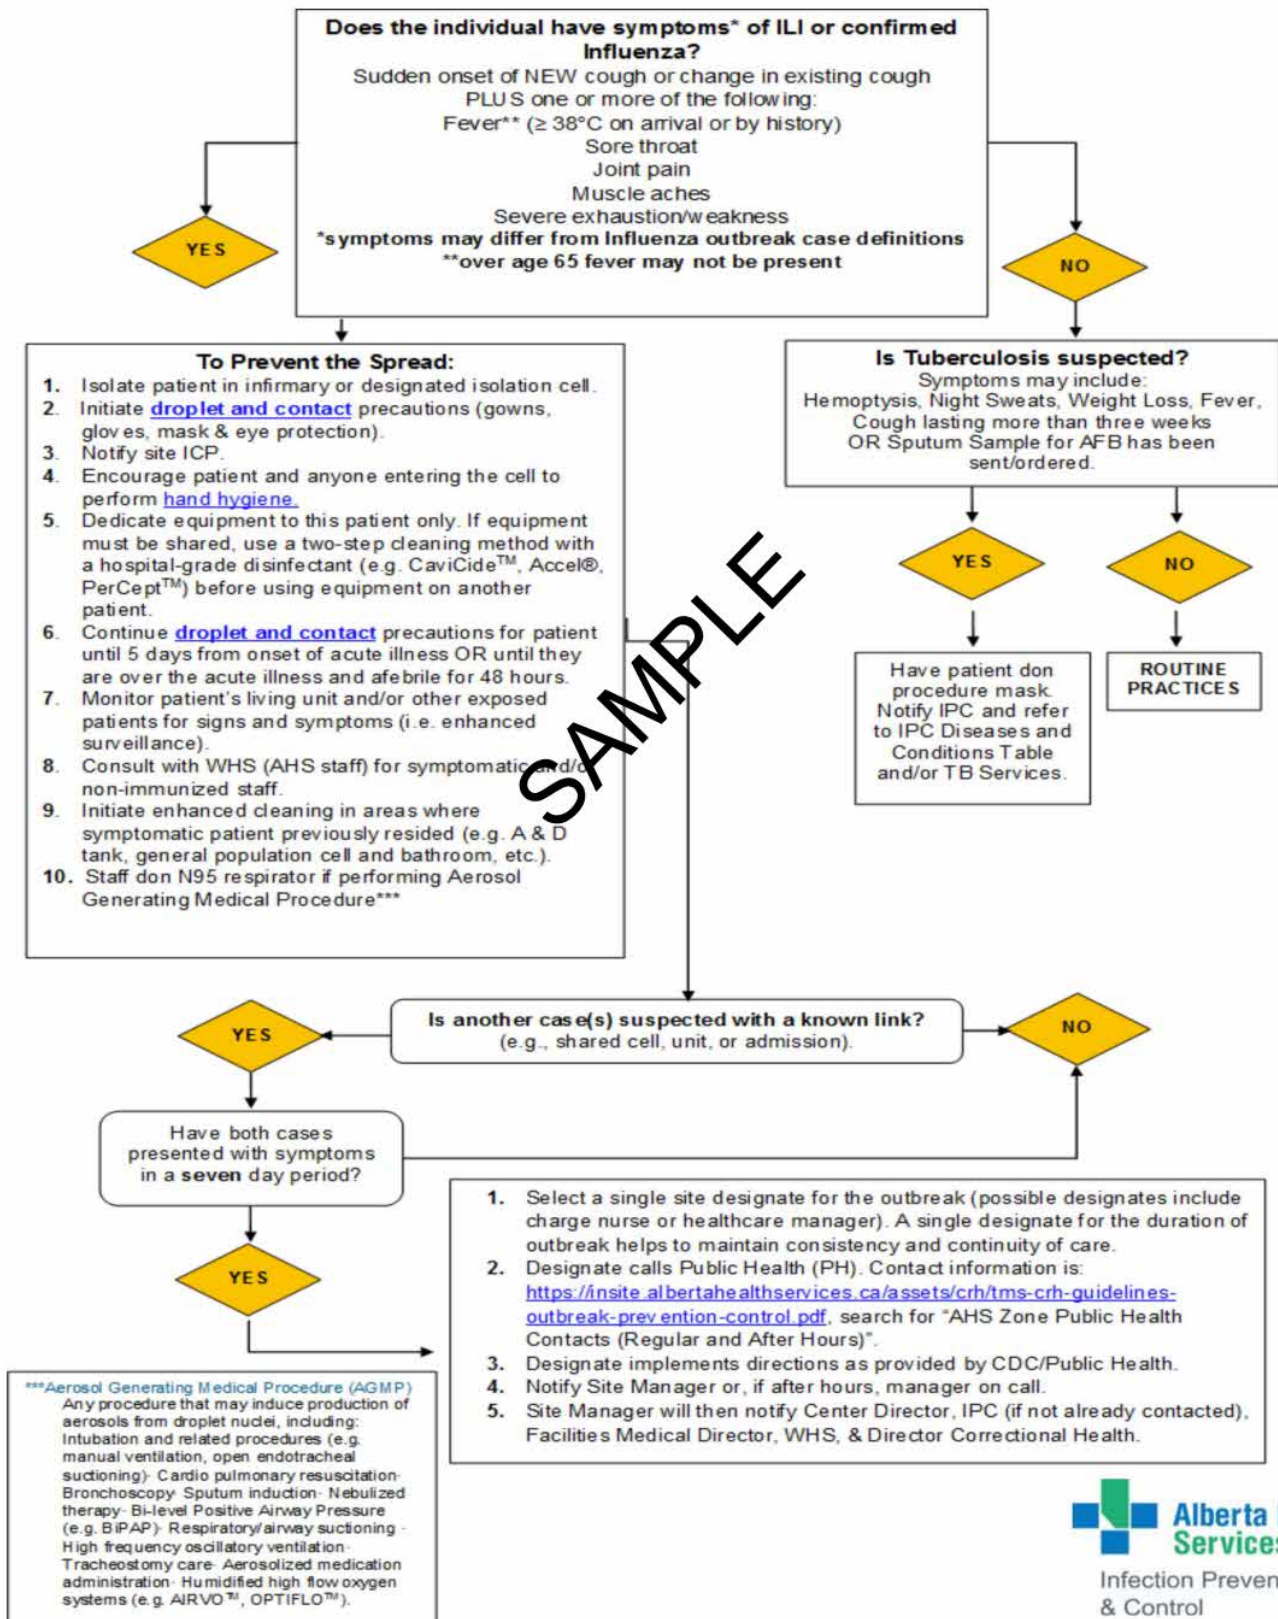 Does the individual have symptoms* of ILI or confirmed
Influenza?
Sudden onset of NEW cough or change in existing cough
PLUS one or more of the following:
Fever** (≥ 38°C on arrival or by history)
Sore throat
Joint pain
Muscle aches
Severe exhaustion/weakness
*symptoms may differ from Influenza outbreak case definitions
**over age 65 fever may not be present
YES
NO
To Prevent the Spread:
1. Isolate patient in infirmary or designated isolation cell.
2. Initiate droplet and contact precautions (gowns,
gloves, mask & eye protection).
3. Notify site ICP.
4. Encourage patient and anyone entering the cell to
perform hand hygiene.
5. Dedicate equipment to this patient only. If equipment
must be shared, use a two-step cleaning method with
a hospital-grade disinfectant (e.g. CaviCide™, Accel®,
PerCept™) before using equipment on another
patient.
6. Continue droplet and contact precautions for patient
until 5 days from onset of acute illness OR until they
are over the acute illness and afebrile for 48 hours.
7. Monitor patient's living unit and/or other exposed
patients for signs and symptoms (i.e. enhanced
surveillance).
8. Consult with WHS (AHS staff) for symptomatic and/o
non-immunized staff.
9. Initiate enhanced cleaning in areas where
symptomatic patient previously resided (e.g. A & D
tank, general population cell and bathroom, etc.).
10. Staff don N95 respirator if performing Aerosol
Generating Medical Procedure***
Is Tuberculosis suspected?
Symptoms may include:
Hemoptysis, Night Sweats, Weight Loss, Fever,
Cough lasting more than three weeks
OR Sputum Sample for AFB has been
sent/ordered.
YES
NO
Have patient don
procedure mask.
Notify IPC and refer
to IPC Diseases and
Conditions Table
and/or TB Services.
ROUTINE
PRACTICES
SAMPLE
YES
Is another case(s) suspected with a known link?
(e.g., shared cell, unit, or admission).
NO
Have both cases
presented with symptoms
in a seven day period?
YES
1. Select a single site designate for the outbreak (possible designates include
charge nurse or healthcare manager). A single designate for the duration of
outbreak helps to maintain consistency and continuity of care.
2. Designate calls Public Health (PH). Contact information is:
https://insite.albertahealthservices.ca/assets/crh/tms-crh-guidelines-
outbreak-prevention-control.pdf, search for "AHS Zone Public Health
Contacts (Regular and After Hours)".
3. Designate implements directions as provided by CDC/Public Health.
4. Notify Site Manager or, if after hours, manager on call.
5. Site Manager will then notify Center Director, IPC (if not already contacted),
Facilities Medical Director, WHS, & Director Correctional Health.
***Aerosol Generating Medical Procedure (AGMP)
Any procedure that may induce production of
aerosols from droplet nuclei, including:
Intubation and related procedures (e.g.
manual ventilation, open endotracheal
suctioning)· Cardio pulmonary resuscitation·
Bronchoscopy· Sputum induction· Nebulized
therapy· Bi-level Positive Airway Pressure
(e.g. BiPAP)· Respiratory/airway suctioning ·
High frequency oscillatory ventilation·
Tracheostomy care· Aerosolized medication
administration· Humidified high flow oxygen
systems (e.g. AIRVO™, OPTIFLO™).
Alberta
Services
Infection Preven
& Control